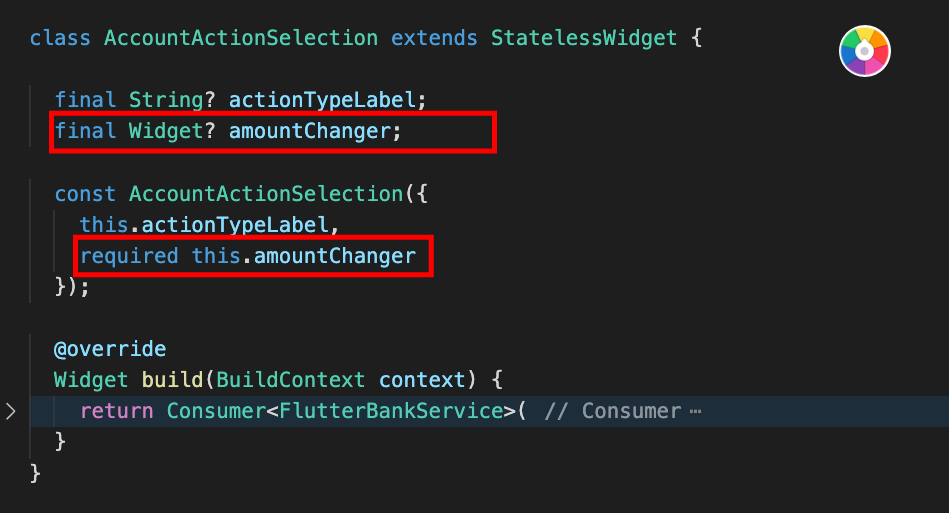 class AccountActionSelection extends StatelessWidget {
final String? actionTypeLabel;
final Widget? amountChanger;
const AccountActionSelection({
this.actionTypeLabel,
required this.amountChanger
});
@override
Widget build(BuildContext context) {
return Consumer<FlutterBankService>( // Consumer ⋯
}
}